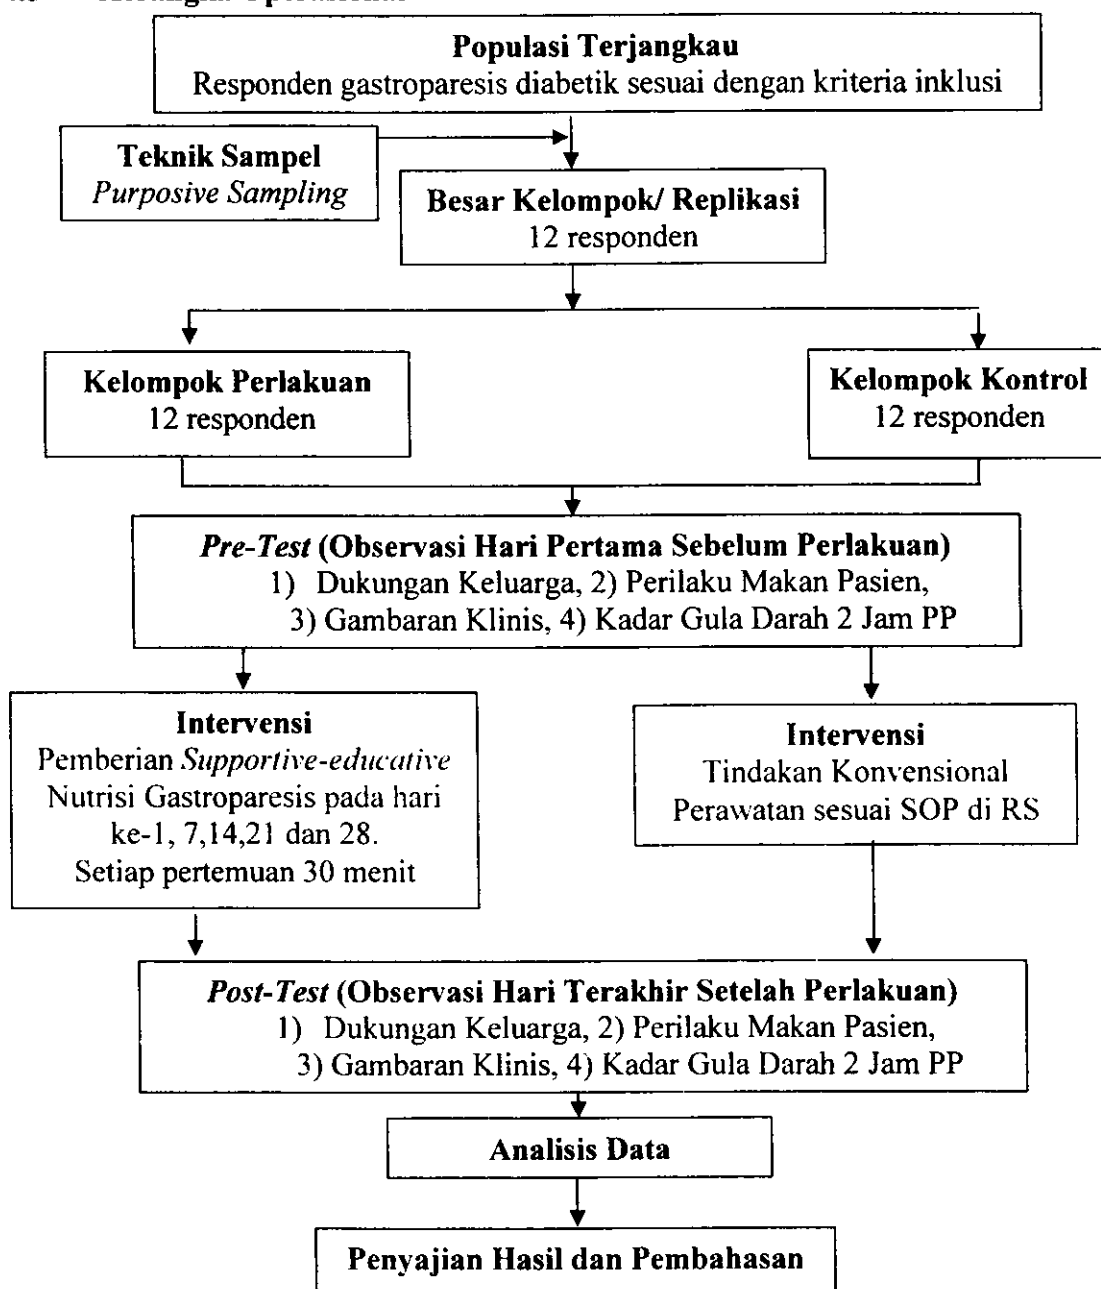 Populasi Terjangkau
Responden gastroparesis diabetik sesuai dengan kriteria inklusi
Teknik Sampel
Purposive Sampling
Besar Kelompok/ Replikasi
12 responden
Kelompok Perlakuan
12 responden
Kelompok Kontrol
12 responden
Pre-Test (Observasi Hari Pertama Sebelum Perlakuan)
1) Dukungan Keluarga, 2) Perilaku Makan Pasien,
3) Gambaran Klinis, 4) Kadar Gula Darah 2 Jam PP
Intervensi
Pemberian Supportive-educative
Nutrisi Gastroparesis pada hari
ke-1, 7,14,21 dan 28.
Setiap pertemuan 30 menit
Intervensi
Tindakan Konvensional
Perawatan sesuai SOP di RS
Post-Test (Observasi Hari Terakhir Setelah Perlakuan)
1) Dukungan Keluarga, 2) Perilaku Makan Pasien,
3) Gambaran Klinis, 4) Kadar Gula Darah 2 Jam PP
Analisis Data
Penyajian Hasil dan Pembahasan